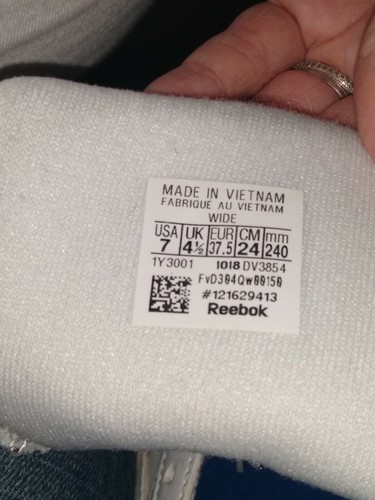 MADE IN VIETNAM
FABRIQUE AU VIETNAM
WIDE
USA UK EUR CM mm
7 4½ 37.5 24 240
1Y3001 1018 DV3854
FvD304Qw00150
#121629413
Reebok